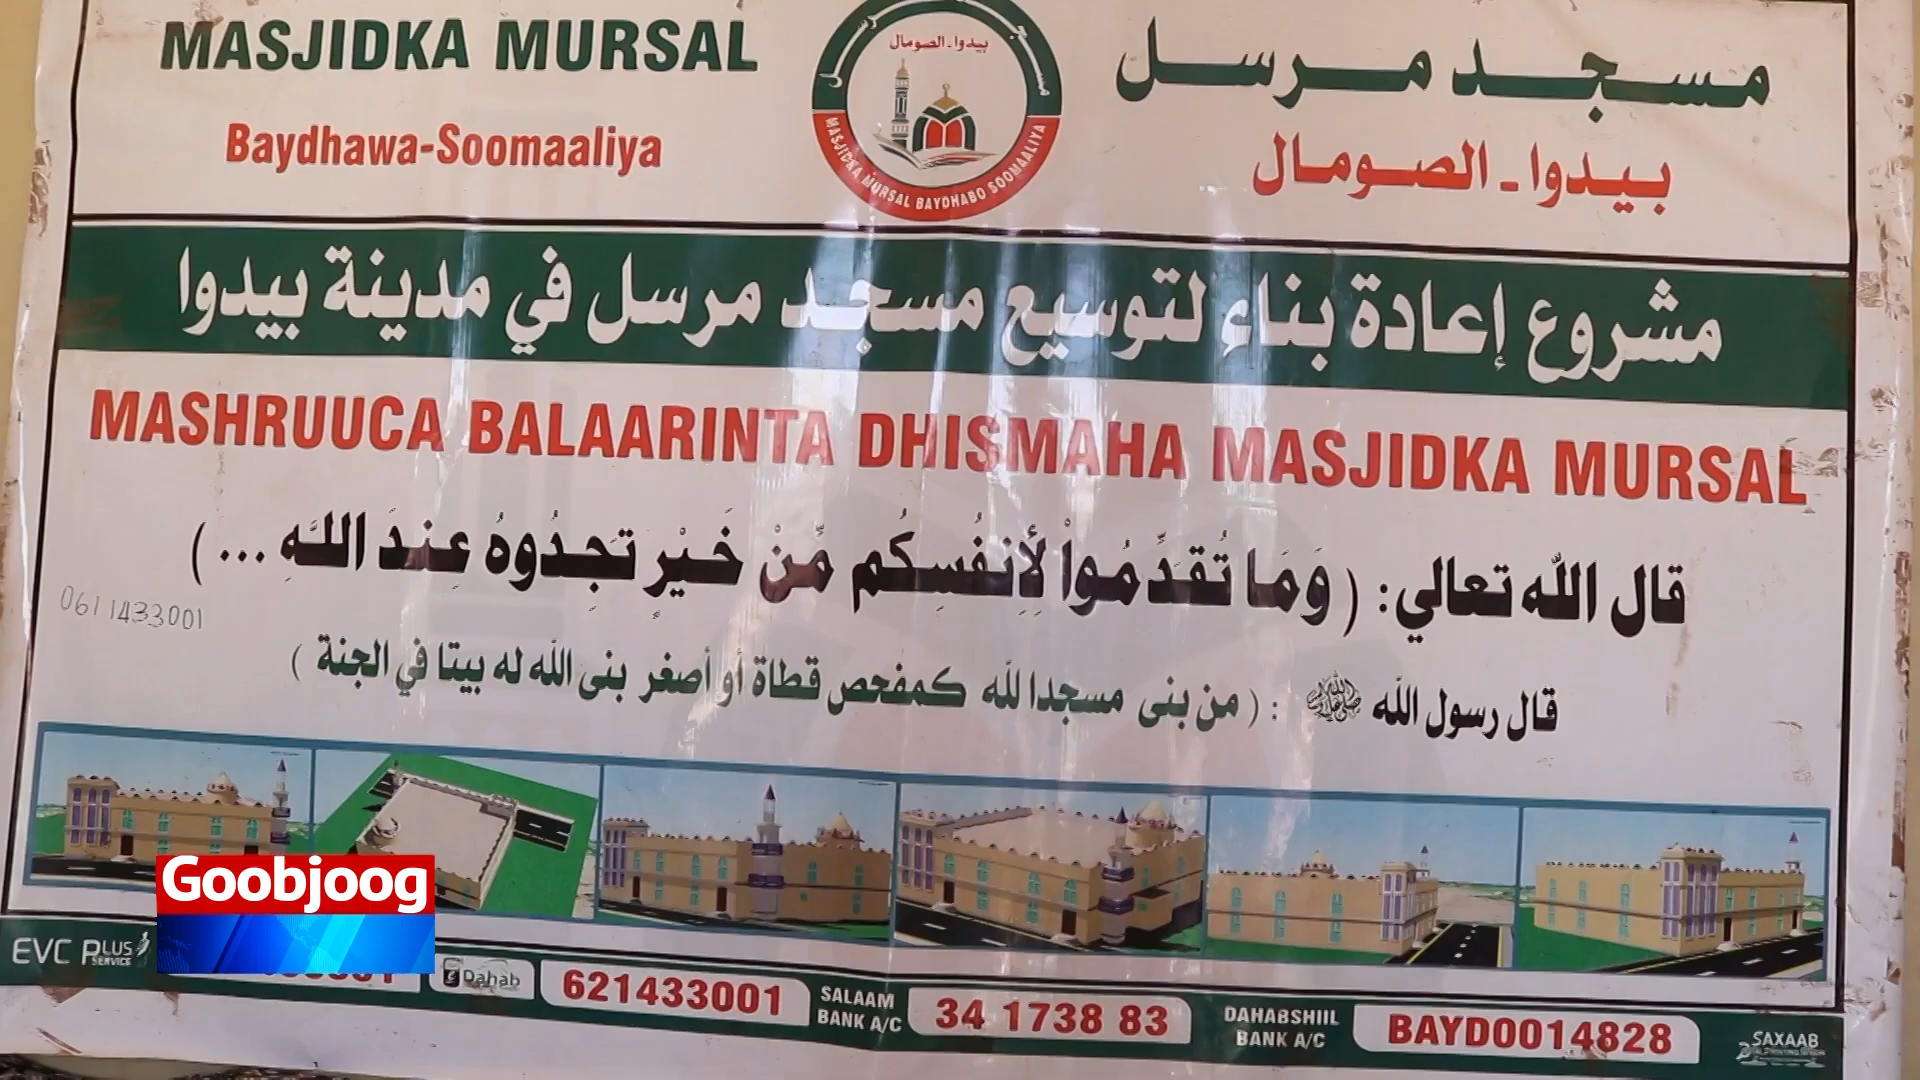 MASJIDKA MURSAL
Baydhawa-Soomaaliya
بيدوا - الصومال
MASJIDKA MURSAL BAYDHABO SOOMAALIYA
مسجد مرسل
بيدوا - الصومال
مشروع إعادة بناء لتوسيع مسجد مرسل في مدينة بيدوا
MASHRUUCA BALAARINTA DHISMAHA MASJIDKA MURSAL
قال الله تعالي: (وَمَا تُقَدِّمُواْ لِأَنفُسِكُم مِّنْ خَيْرٍ تَجِدُوهُ عِندَ اللَّهِ ... )
0611433001
قال رسول الله ﷺ : ( من بنى مسجدا لله كمفحص قطاة أو أصغر بنى الله له بيتا في الجنة )
Goobjoog
EVC PLUS SERVICE
eDahab
621433001
SALAAM BANK A/C
34 1738 83
DAHABSHIIL BANK A/C
BAYD0014828
SAXAAB